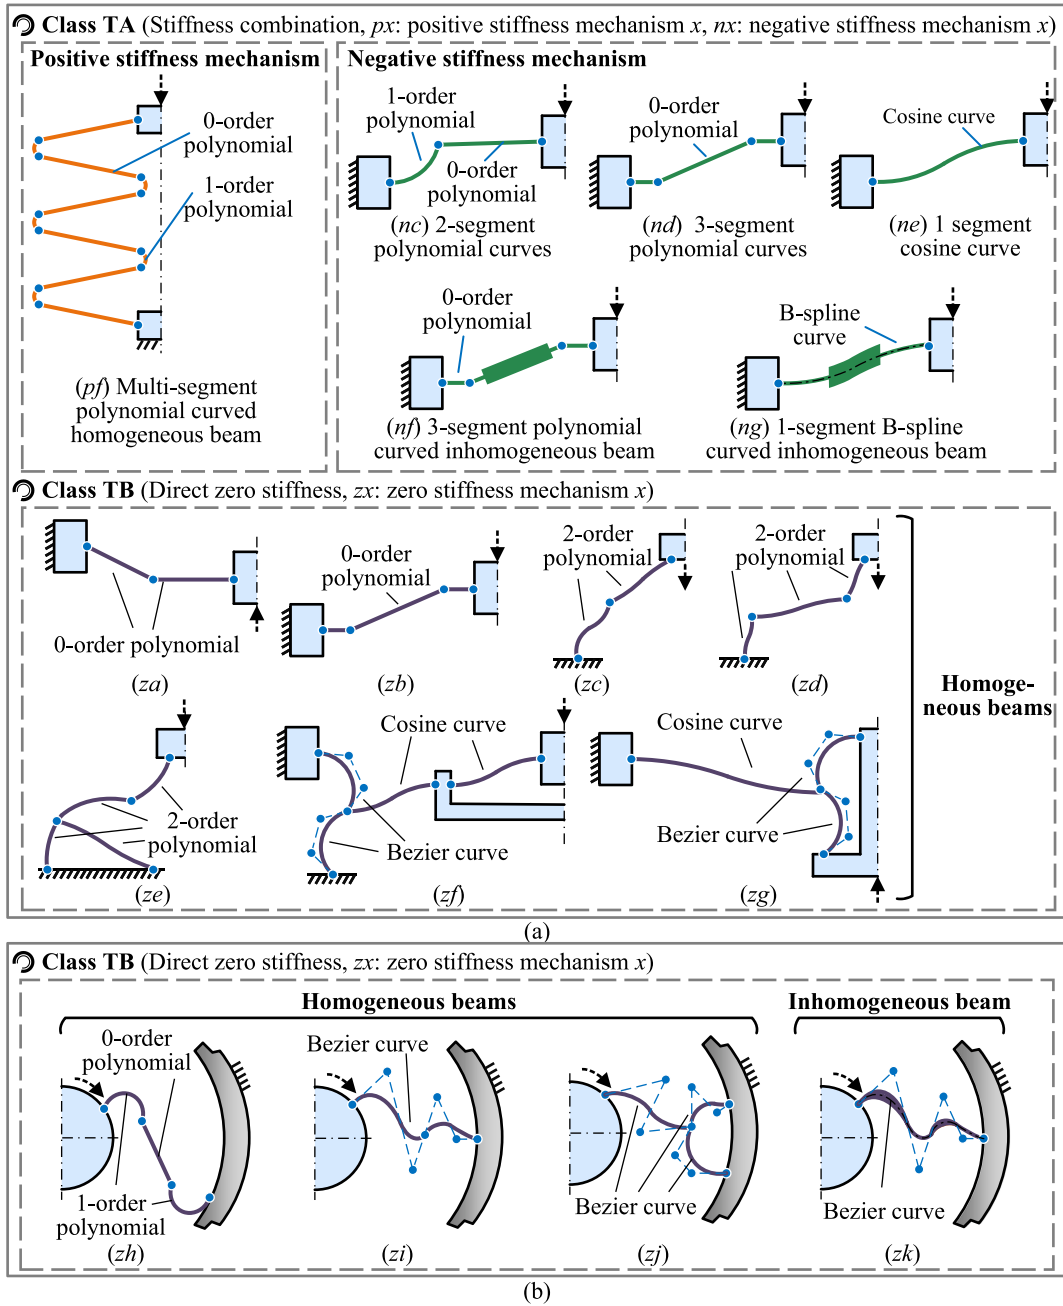 Class TA (Stiffness combination, px: positive stiffness mechanism x, nx: negative stiffness mechanism x)
Positive stiffness mechanism
0-order
polynomial
1-order
polynomial
(pf) Multi-segment
polynomial curved
homogeneous beam
Negative stiffness mechanism
1-order
polynomial
0-order
polynomial
(nc) 2-segment
polynomial curves
0-order
polynomial
(nd) 3-segment
polynomial curves
Cosine curve
(ne) 1 segment
cosine curve
0-order
polynomial
(nf) 3-segment polynomial
curved inhomogeneous beam
B-spline
curve
(ng) 1-segment B-spline
curved inhomogeneous beam
Class TB (Direct zero stiffness, zx: zero stiffness mechanism x)
0-order polynomial
(za)
0-order
polynomial
(zb)
2-order
polynomial
(zc)
2-order
polynomial
(zd)
2-order
polynomial
(ze)
Cosine curve
Bezier curve
(zf)
Cosine curve
Bezier curve
(zg)
Homoge-
neous beams
(a)
Class TB (Direct zero stiffness, zx: zero stiffness mechanism x)
Homogeneous beams
Inhomogeneous beam
0-order
polynomial
1-order
polynomial
(zh)
Bezier curve
(zi)
Bezier curve
(zj)
Bezier curve
(zk)
(b)